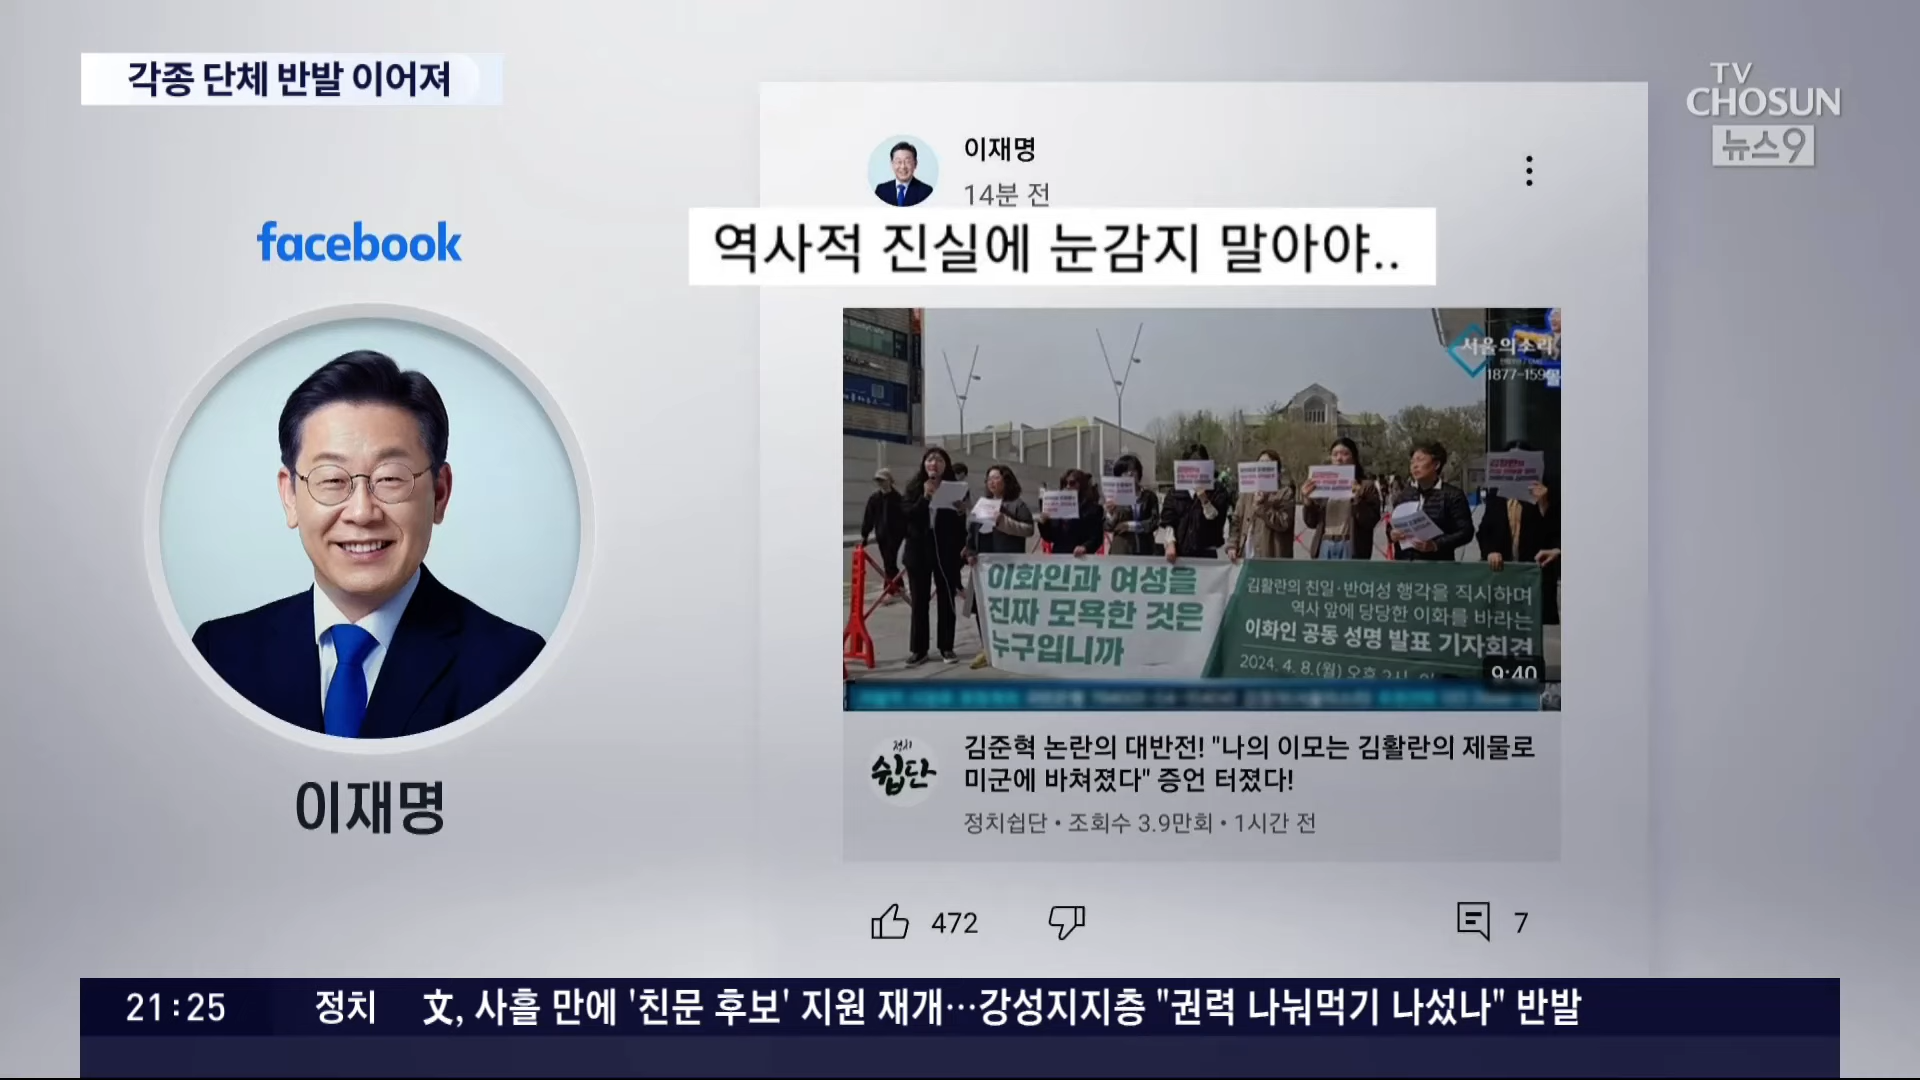 각종 단체 반발 이어져
TV
CHOSUN
뉴스9
facebook
이재명
이재명
14분 전
역사적 진실에 눈감지 말아야..
서울의소리
이화인과 여성을
진짜 모욕한 것은
누구입니까
김활란의 친일·반여성 행각을 직시하며
역사 앞에 당당한 이화를 바라는
이화인 공동 성명 발표 기자회견
2024. 4. 8.(월) 오후 2시,
9:40
정치
쉽단
김준혁 논란의 대반전! "나의 이모는 김활란의 제물로
미군에 바쳐졌다" 증언 터졌다!
정치쉽단 • 조회수 3.9만회 • 1시간 전
472
7
21:25 정치 文, 사흘 만에 '친문 후보' 지원 재개…강성지지층 "권력 나눠먹기 나섰나" 반발